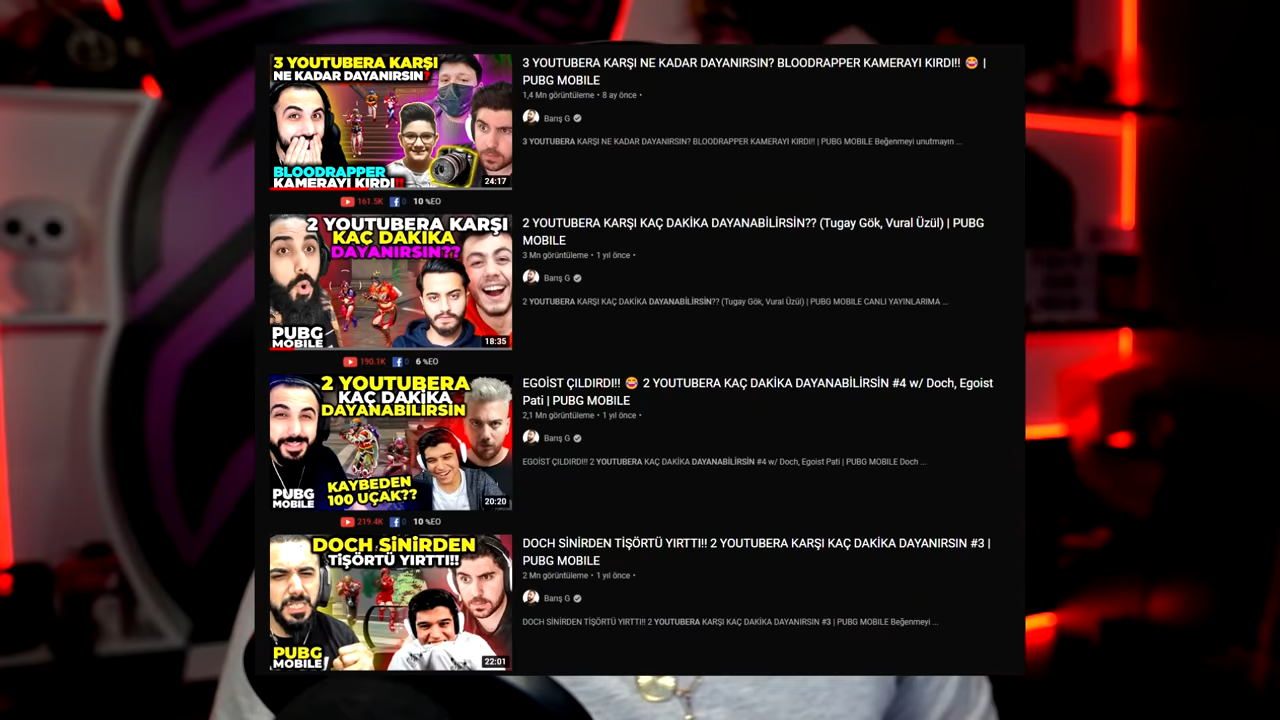 3 YOUTUBERA KARŞI
NE KADAR DAYANIRSIN?
BLOODRAPPER
KAMERAYI KIRDI!!
24:17
3 YOUTUBERA KARŞI NE KADAR DAYANIRSIN? BLOODRAPPER KAMERAYI KIRDI!! 😂 |
PUBG MOBILE
1,4 Mn görüntüleme • 8 ay önce •
Barış G
3 YOUTUBERA KARŞI NE KADAR DAYANIRSIN? BLOODRAPPER KAMERAYI KIRDI!! | PUBG MOBILE Beğenmeyi unutmayın ...
161.5K 0 10 %EO
2 YOUTUBERA KARŞI
KAÇ DAKİKA
DAYANIRSIN??
PUBG
MOBILE
18:35
2 YOUTUBERA KARŞI KAÇ DAKİKA DAYANABİLİRSİN?? (Tugay Gök, Vural Üzül) | PUBG
MOBILE
3 Mn görüntüleme • 1 yıl önce •
Barış G
2 YOUTUBERA KARŞI KAÇ DAKİKA DAYANABİLİRSİN?? (Tugay Gök, Vural Üzül) | PUBG MOBILE CANLI YAYINLARIMA ...
190.1K 0 6 %EO
2 YOUTUBERA
KAÇ DAKİKA
DAYANABİLİRSİN
KAYBEDEN
100 UÇAK??
PUBG
MOBILE
20:20
EGOİST ÇILDIRDI!! 😂 2 YOUTUBERA KAÇ DAKİKA DAYANABİLİRSİN #4 w/ Doch, Egoist
Pati | PUBG MOBILE
2,1 Mn görüntüleme • 1 yıl önce •
Barış G
EGOİST ÇILDIRDI!! 2 YOUTUBERA KAÇ DAKİKA DAYANABİLİRSİN #4 w/ Doch, Egoist Pati | PUBG MOBILE Doch ...
219.4K 0 10 %EO
DOCH SiNiRDEN
TiŞÖRTÜ YIRTTI!!
PUBG
MOBILE
22:01
DOCH SİNİRDEN TİŞÖRTÜ YIRTTI!! 2 YOUTUBERA KARŞI KAÇ DAKİKA DAYANIRSIN #3 |
PUBG MOBILE
2 Mn görüntüleme • 1 yıl önce •
Barış G
DOCH SİNİRDEN TİŞÖRTÜ YIRTTI!! 2 YOUTUBERA KARŞI KAÇ DAKİKA DAYANIRSIN #3 | PUBG MOBILE Beğenmeyi ...